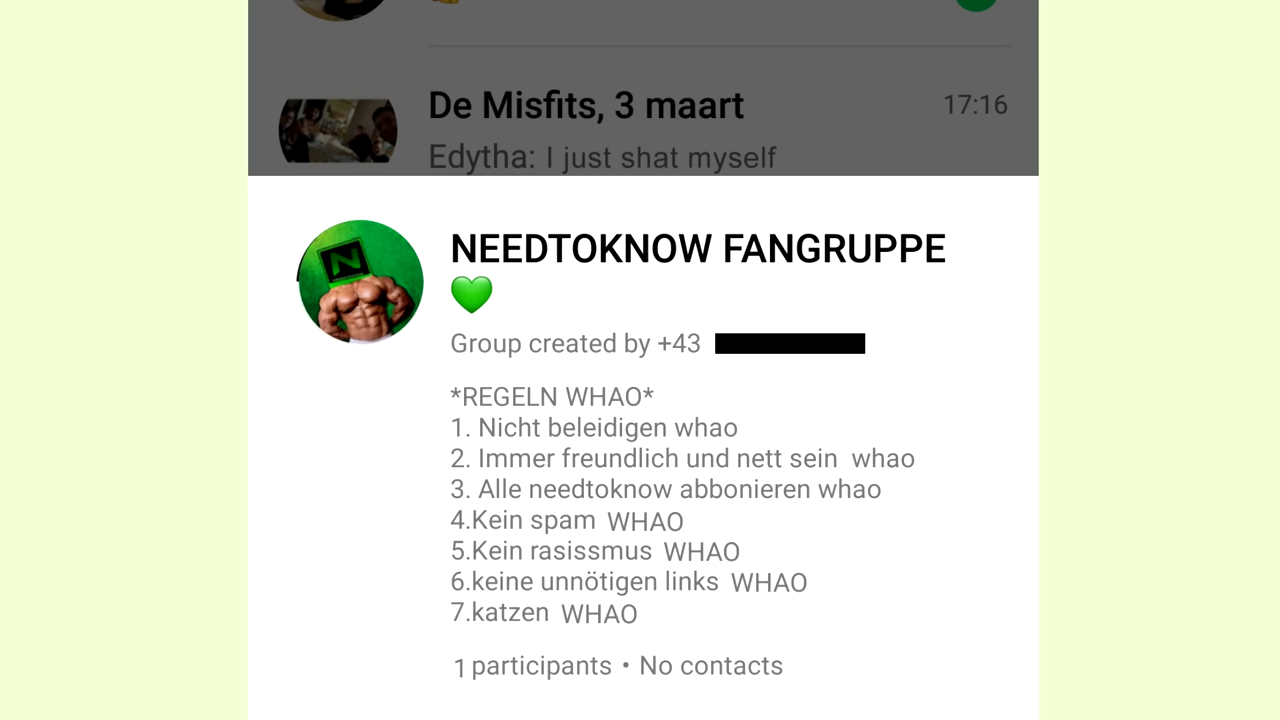 De Misfits, 3 maart
17:16
Edytha: I just shat myself
N
NEEDTOKNOW FANGRUPPE
💚
Group created by +43
*REGELN WHAO*
1. Nicht beleidigen whao
2. Immer freundlich und nett sein whao
3. Alle needtoknow abbonieren whao
4.Kein spam WHAO
5.Kein rasissmus WHAO
6.keine unnötigen links WHAO
7.katzen WHAO
1 participants • No contacts